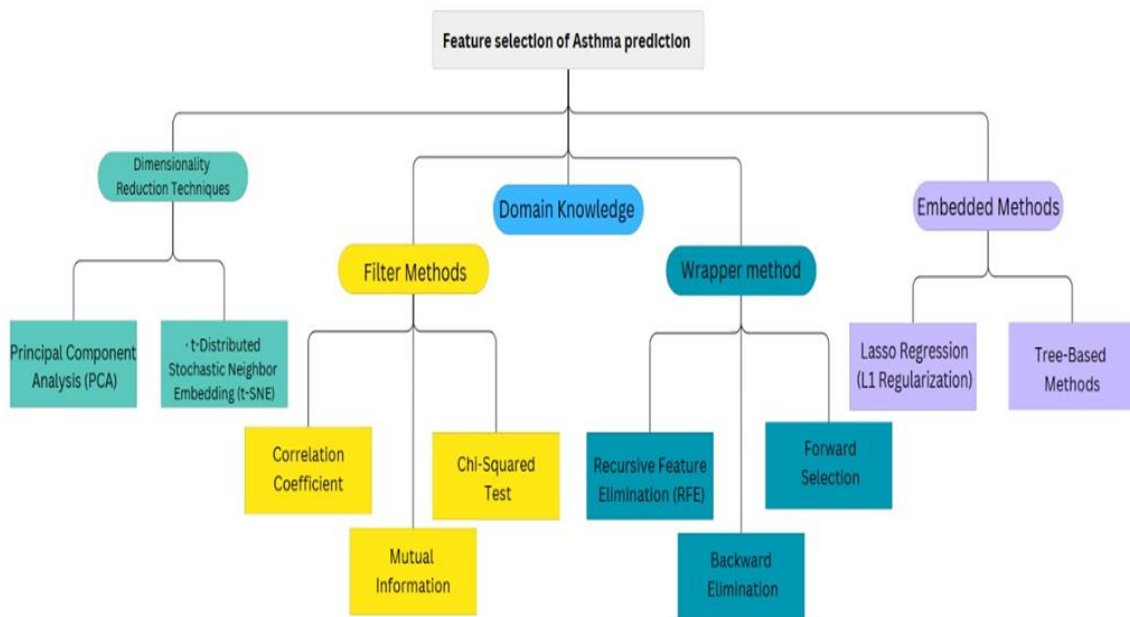 Feature selection of Asthma prediction
Dimensionality
Reduction Techniques
Domain Knowledge
Embedded Methods
Filter Methods
Wrapper method
Principal Component
Analysis (PCA)
· t-Distributed
Stochastic Neighbor
Embedding (t-SNE)
Lasso Regression
(L1 Regularization)
Tree-Based
Methods
Correlation
Coefficient
Chi-Squared
Test
Recursive Feature
Elimination (RFE)
Forward
Selection
Mutual
Information
Backward
Elimination